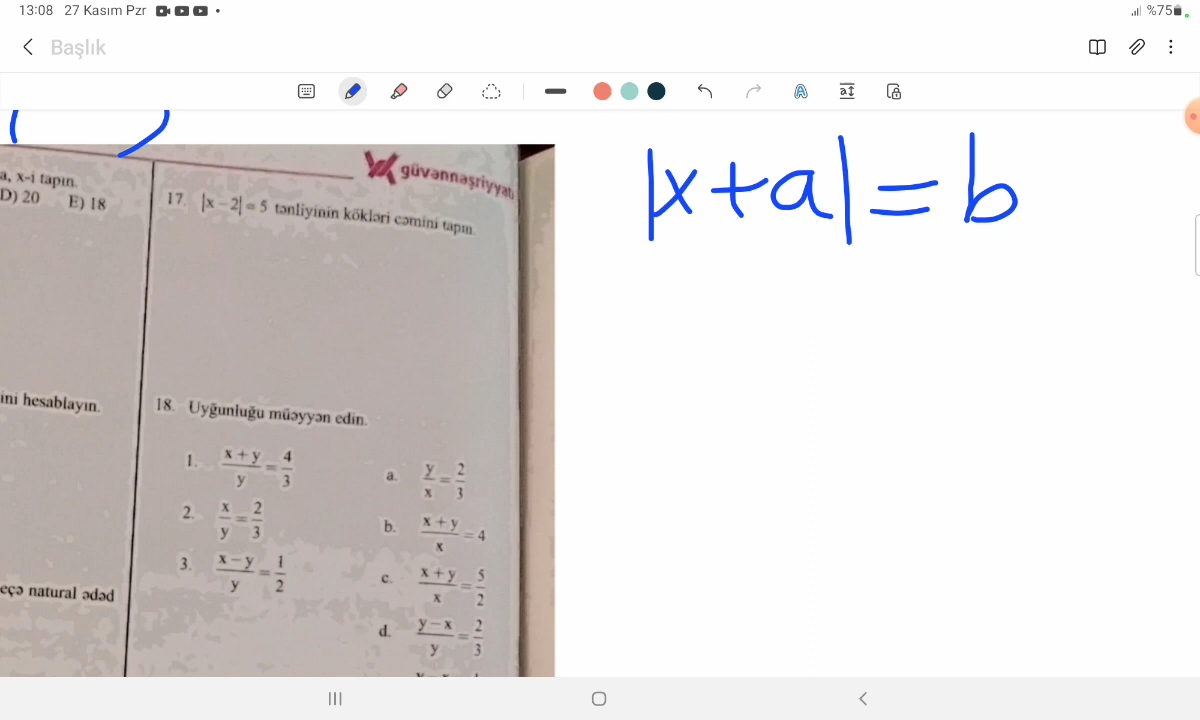 13:08 27 Kasım Pzr
%75
Başlık
|x+a|=b
güvənnəşriyyatı
a, x-i tapın.
D) 20 E) 18
17. |x-2|=5 tənliyinin kökləri cəmini tapın.
ini hesablayın.
18. Uyğunluğu müəyyən edin.
1. (x+y)/y = 4/3
2. x/y = 2/3
3. (x-y)/y = 1/2
a. y/x = 2/3
b. (x+y)/x = 4
c. (x+y)/x = 5/2
d. (y-x)/y = 2/3
eçə natural ədəd